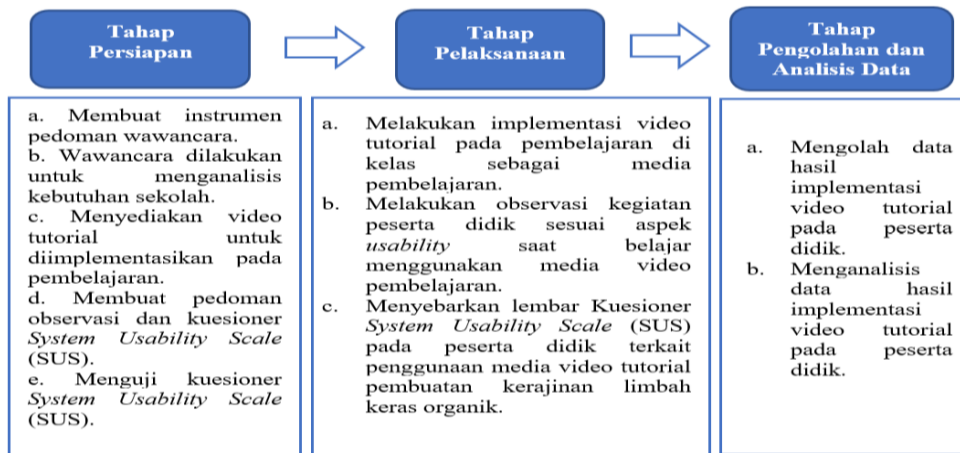 Tahap
Persiapan
Tahap
Pelaksanaan
Tahap
Pengolahan dan
Analisis Data
a. Membuat instrumen
pedoman wawancara.
b. Wawancara dilakukan
untuk menganalisis
kebutuhan sekolah.
c. Menyediakan video
tutorial untuk
diimplementasikan pada
pembelajaran.
d. Membuat pedoman
observasi dan kuesioner
System Usability Scale
(SUS).
e. Menguji kuesioner
System Usability Scale
(SUS).
a. Melakukan implementasi video
tutorial pada pembelajaran di
kelas sebagai media
pembelajaran.
b. Melakukan observasi kegiatan
peserta didik sesuai aspek
usability saat belajar
menggunakan media video
pembelajaran.
c. Menyebarkan lembar Kuesioner
System Usability Scale (SUS)
pada peserta didik terkait
penggunaan media video tutorial
pembuatan kerajinan limbah
keras organik.
a. Mengolah data
hasil
implementasi
video tutorial
pada peserta
didik.
b. Menganalisis
data hasil
implementasi
video tutorial
pada peserta
didik.